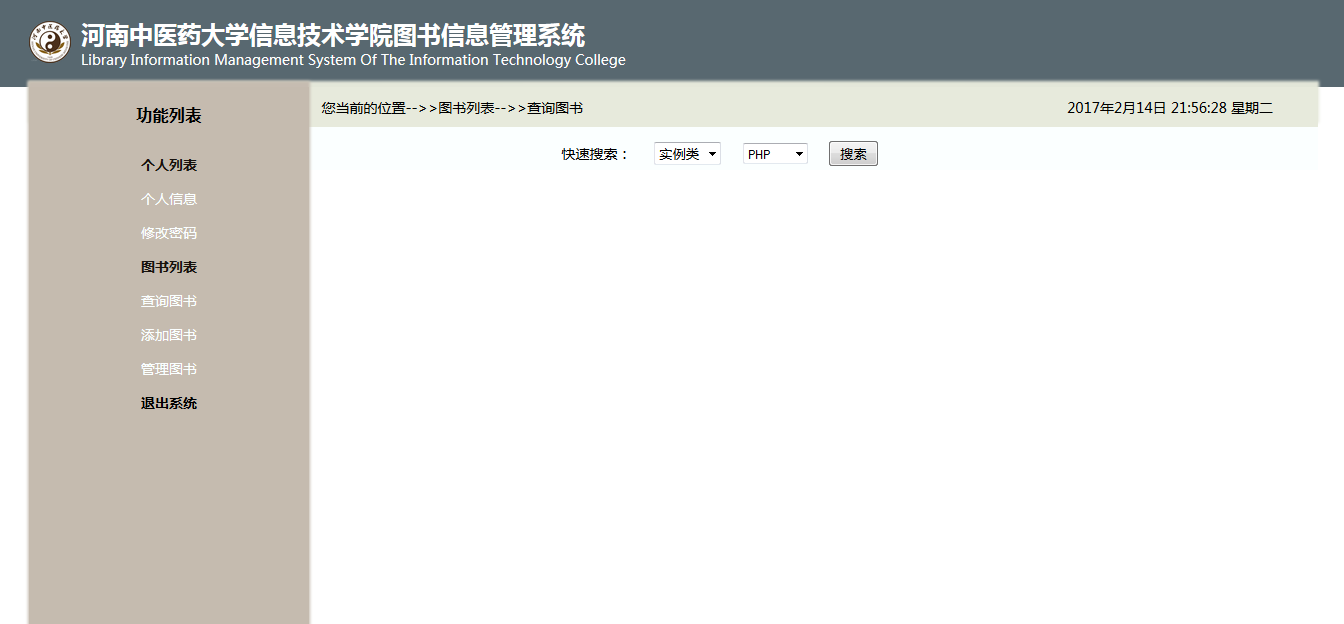 河南中医药大学信息技术学院图书信息管理系统
Library Information Management System Of The Information Technology College
功能列表
个人列表
个人信息
修改密码
图书列表
查询图书
添加图书
管理图书
退出系统
您当前的位置-->>图书列表-->>查询图书
2017年2月14日 21:56:28 星期二
快速搜索： 实例类 PHP 搜索